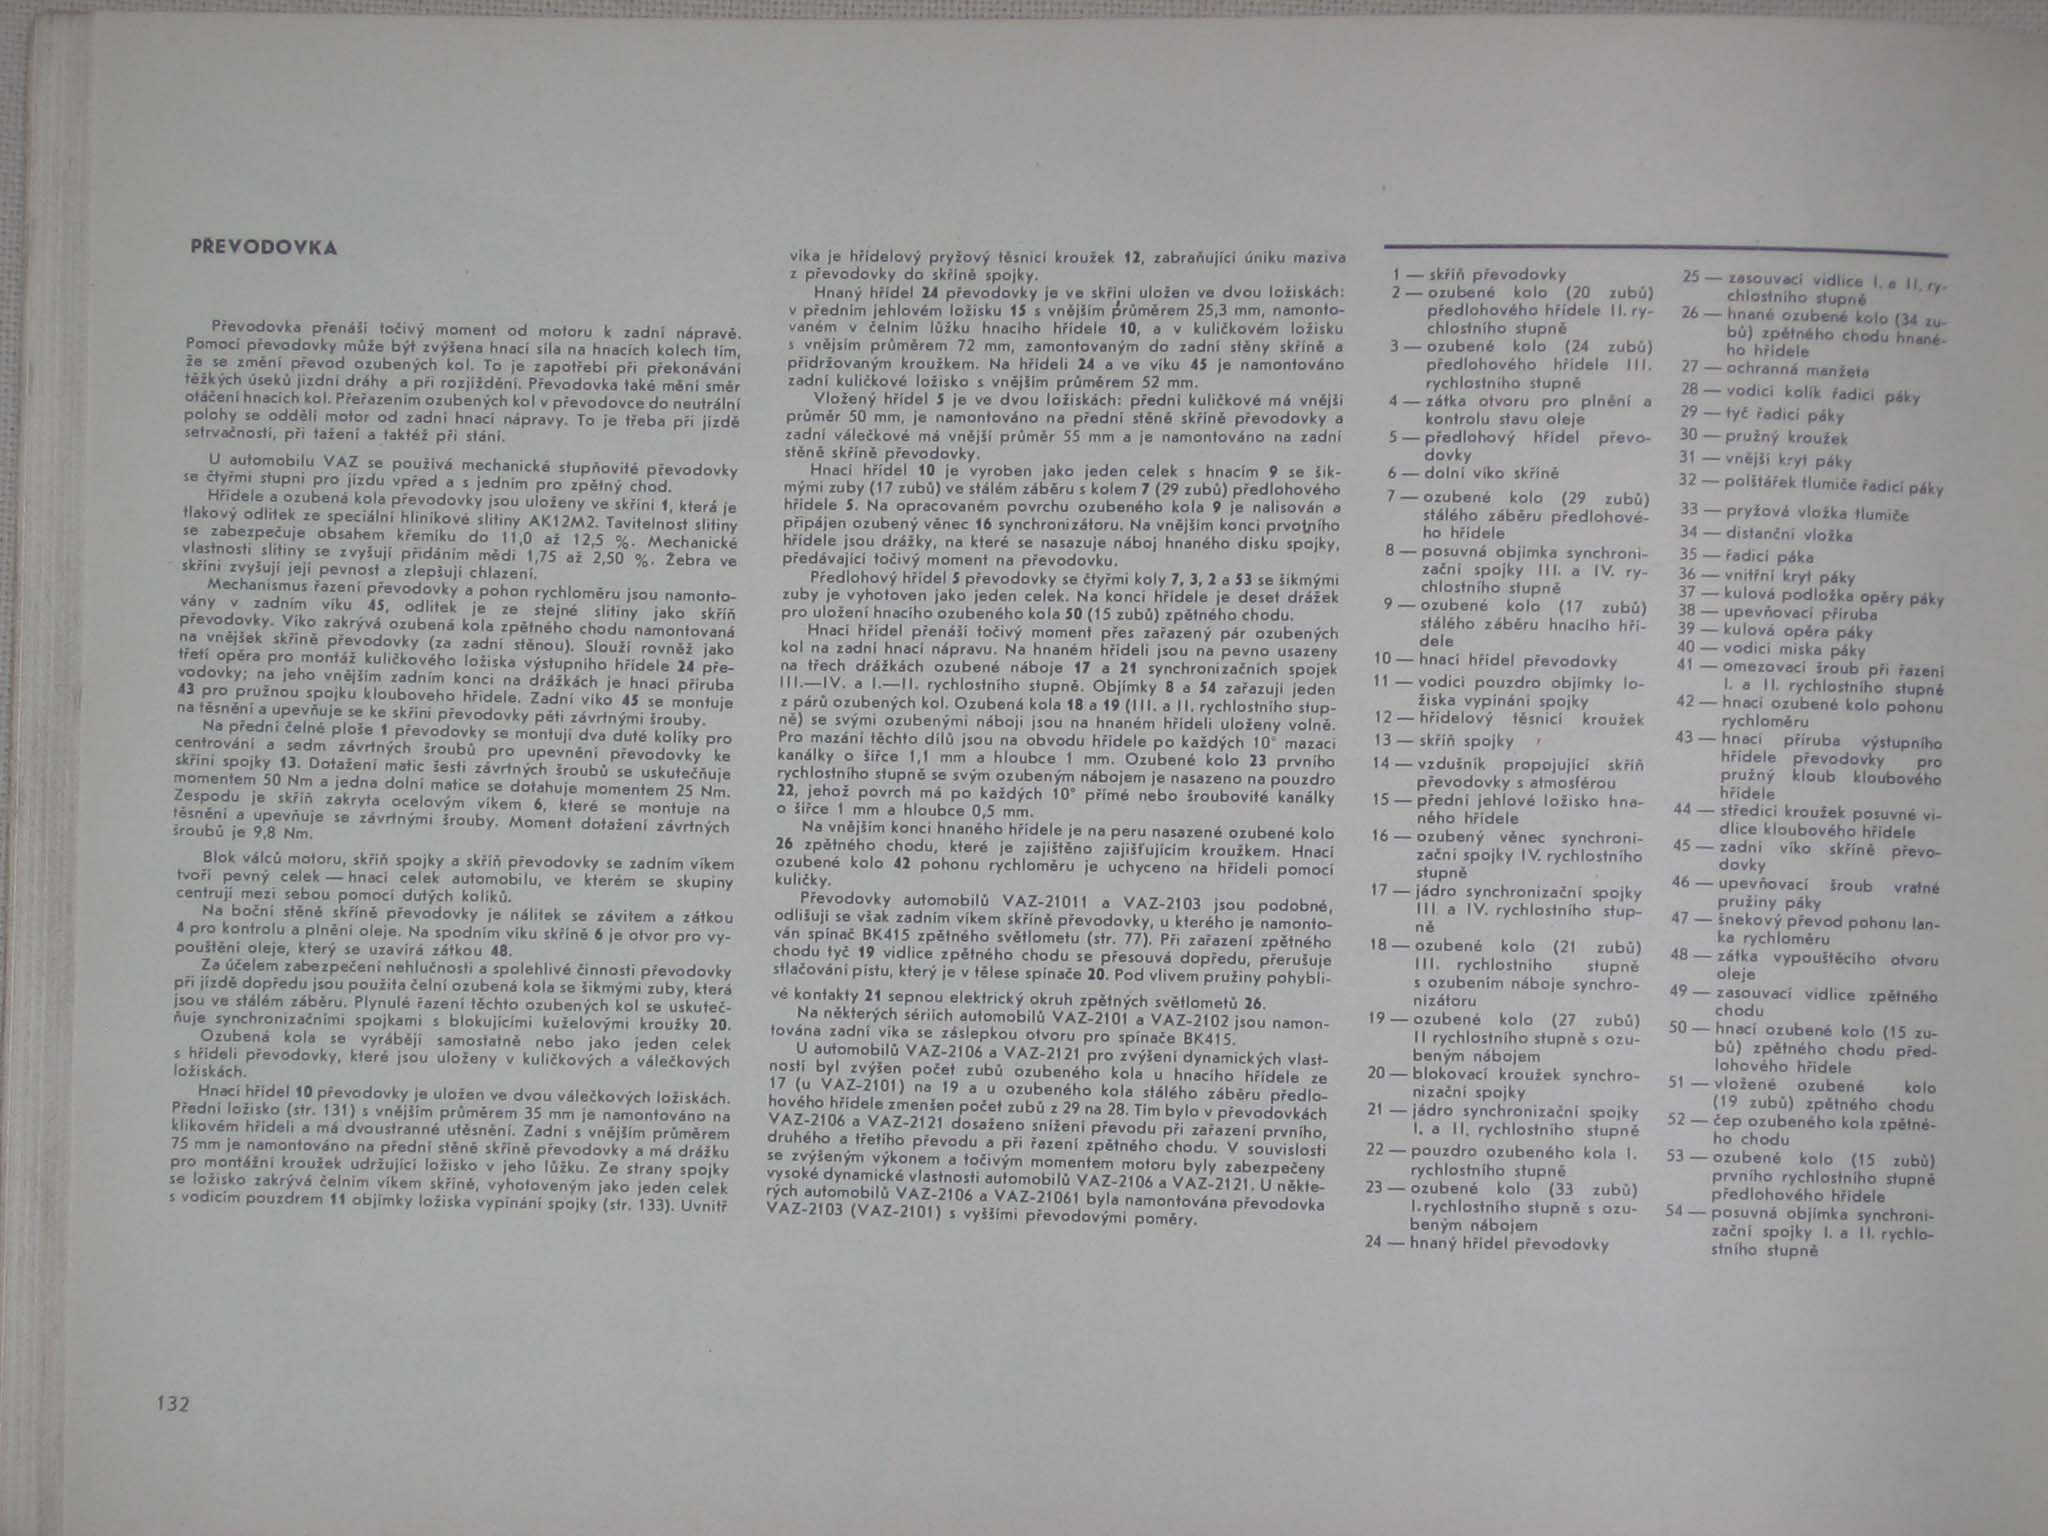 PŘEVODOVKA
Převodovka přenáší točivý moment od motoru k zadní nápravě.
Pomocí převodovky může být zvýšena hnací síla na hnacích kolech tím,
že se změní převod ozubených kol. To je zapotřebí při překonávání
těžkých úseků jízdní dráhy a při rozjíždění. Převodovka také mění směr
otáčení hnacích kol. Přeřazením ozubených kol v převodovce do neutrální
polohy se oddělí motor od zadní hnací nápravy. To je třeba při jízdě
setrvačností, při tažení a taktéž při stání.
U automobilu VAZ se používá mechanické stupňovité převodovky
se čtyřmi stupni pro jízdu vpřed a s jedním pro zpětný chod.
Hřídele a ozubená kola převodovky jsou uloženy ve skříni 1, která je
tlakový odlitek ze speciální hliníkové slitiny AK12M2. Tavitelnost slitiny
se zabezpečuje obsahem křemíku do 11,0 až 12,5 %. Mechanické
vlastnosti slitiny se zvyšují přidáním mědi 1,75 až 2,50 %. Žebra ve
skříni zvyšují její pevnost a zlepšují chlazení.
Mechanismus řazení převodovky a pohon rychloměru jsou namonto-
vány v zadním víku 45, odlitek je ze stejné slitiny jako skříň
převodovky. Víko zakrývá ozubená kola zpětného chodu namontovaná
na vnějšek skříně převodovky (za zadní stěnou). Slouží rovněž jako
třetí opěra pro montáž kuličkového ložiska výstupního hřídele 24 pře-
vodovky; na jeho vnějším zadním konci na drážkách je hnací příruba
43 pro pružnou spojku kloubového hřídele. Zadní víko 45 se montuje
na těsnění a upevňuje se ke skříni převodovky pěti závrtnými šrouby.
Na přední čelné ploše 1 převodovky se montují dva duté kolíky pro
centrování a sedm závrtných šroubů pro upevnění převodovky ke
skříni spojky 13. Dotažení matic šesti závrtných šroubů se uskutečňuje
momentem 50 Nm a jedna dolní matice se dotahuje momentem 25 Nm.
Zespodu je skříň zakryta ocelovým víkem 6, které se montuje na
těsnění a upevňuje se závrtnými šrouby. Moment dotažení závrtných
šroubů je 9,8 Nm.
Blok válců motoru, skříň spojky a skříň převodovky se zadním víkem
tvoří pevný celek — hnací celek automobilu, ve kterém se skupiny
centrují mezi sebou pomocí dutých kolíků.
Na boční stěně skříně převodovky je nálitek se závitem a zátkou
4 pro kontrolu a plnění oleje. Na spodním víku skříně 6 je otvor pro vy-
pouštění oleje, který se uzavírá zátkou 48.
Za účelem zabezpečení nehlučnosti a spolehlivé činnosti převodovky
při jízdě dopředu jsou použita čelní ozubená kola se šikmými zuby, která
jsou ve stálém záběru. Plynulé řazení těchto ozubených kol se uskuteč-
ňuje synchronizačními spojkami s blokujícími kuželovými kroužky 20.
Ozubená kola se vyrábějí samostatně nebo jako jeden celek
s hřídeli převodovky, které jsou uloženy v kuličkových a válečkových
ložiskách.
Hnací hřídel 10 převodovky je uložen ve dvou válečkových ložiskách.
Přední ložisko (str. 131) s vnějším průměrem 35 mm je namontováno na
klikovém hřídeli a má dvoustranné utěsnění. Zadní s vnějším průměrem
75 mm je namontováno na přední stěně skříně převodovky a má drážku
pro montážní kroužek udržující ložisko v jeho lůžku. Ze strany spojky
se ložisko zakrývá čelním víkem skříně, vyhotoveným jako jeden celek
s vodicím pouzdrem 11 objímky ložiska vypínání spojky (str. 133). Uvnitř
132
víka je hřídelový pryžový těsnicí kroužek 12, zabraňující úniku maziva
z převodovky do skříně spojky.
Hnaný hřídel 24 převodovky je ve skříni uložen ve dvou ložiskách:
v předním jehlovém ložisku 15 s vnějším průměrem 25,3 mm, namonto-
vaném v čelním lůžku hnacího hřídele 10, a v kuličkovém ložisku
s vnějsím průměrem 72 mm, zamontovaným do zadní stěny skříně a
přidržovaným kroužkem. Na hřídeli 24 a ve víku 45 je namontováno
zadní kuličkové ložisko s vnějším průměrem 52 mm.
Vložený hřídel 5 je ve dvou ložiskách: přední kuličkové má vnější
průměr 50 mm, je namontováno na přední stěně skříně převodovky a
zadní válečkové má vnější průměr 55 mm a je namontováno na zadní
stěně skříně převodovky.
Hnací hřídel 10 je vyroben jako jeden celek s hnacím 9 se šik-
mými zuby (17 zubů) ve stálém záběru s kolem 7 (29 zubů) předlohového
hřídele 5. Na opracovaném povrchu ozubeného kola 9 je nalisován a
připájen ozubený věnec 16 synchronizátoru. Na vnějším konci prvotního
hřídele jsou drážky, na které se nasazuje náboj hnaného disku spojky,
předávající točivý moment na převodovku.
Předlohový hřídel 5 převodovky se čtyřmi koly 7, 3, 2 a 53 se šikmými
zuby je vyhotoven jako jeden celek. Na konci hřídele je deset drážek
pro uložení hnacího ozubeného kola 50 (15 zubů) zpětného chodu.
Hnací hřídel přenáší točivý moment přes zařazený pár ozubených
kol na zadní hnací nápravu. Na hnaném hřídeli jsou na pevno usazeny
na třech drážkách ozubené náboje 17 a 21 synchronizačních spojek
III.—IV. a I.—II. rychlostního stupně. Objímky 8 a 54 zařazují jeden
z párů ozubených kol. Ozubená kola 18 a 19 (III. a II. rychlostního stup-
ně) se svými ozubenými náboji jsou na hnaném hřídeli uloženy volně.
Pro mazání těchto dílů jsou na obvodu hřídele po každých 10° mazací
kanálky o šířce 1,1 mm a hloubce 1 mm. Ozubené kolo 23 prvního
rychlostního stupně se svým ozubeným nábojem je nasazeno na pouzdro
22, jehož povrch má po každých 10° přímé nebo šroubovité kanálky
o šířce 1 mm a hloubce 0,5 mm.
Na vnějším konci hnaného hřídele je na peru nasazené ozubené kolo
26 zpětného chodu, které je zajištěno zajišťujícím kroužkem. Hnací
ozubené kolo 42 pohonu rychloměru je uchyceno na hřídeli pomocí
kuličky.
Převodovky automobilů VAZ-21011 a VAZ-2103 jsou podobné,
odlišují se však zadním víkem skříně převodovky, u kterého je namonto-
ván spínač BK415 zpětného světlometu (str. 77). Při zařazení zpětného
chodu tyč 19 vidlice zpětného chodu se přesouvá dopředu, přerušuje
stlačování pístu, který je v tělese spínače 20. Pod vlivem pružiny pohybli-
vé kontakty 21 sepnou elektrický okruh zpětných světlometů 26.
Na některých sériích automobilů VAZ-2101 a VAZ-2102 jsou namon-
tována zadní víka se záslepkou otvoru pro spínače BK415.
U automobilů VAZ-2106 a VAZ-2121 pro zvýšení dynamických vlast-
ností byl zvýšen počet zubů ozubeného kola u hnacího hřídele ze
17 (u VAZ-2101) na 19 a u ozubeného kola stálého záběru předlo-
hového hřídele zmenšen počet zubů z 29 na 28. Tím bylo v převodovkách
VAZ-2106 a VAZ-2121 dosaženo snížení převodu při zařazení prvního,
druhého a třetího převodu a při řazení zpětného chodu. V souvislosti
se zvýšeným výkonem a točivým momentem motoru byly zabezpečeny
vysoké dynamické vlastnosti automobilů VAZ-2106 a VAZ-2121. U někte-
rých automobilů VAZ-2106 a VAZ-21061 byla namontována převodovka
VAZ-2103 (VAZ-2101) s vyššími převodovými poměry.
1 — skříň převodovky
2 — ozubené kolo (20 zubů)
předlohového hřídele II. ry-
chlostního stupně
3 — ozubené kolo (24 zubů)
předlohového hřídele III.
rychlostního stupně
4 — zátka otvoru pro plnění a
kontrolu stavu oleje
5 — předlohový hřídel převo-
dovky
6 — dolní víko skříně
7 — ozubené kolo (29 zubů)
stálého záběru předlohové-
ho hřídele
8 — posuvná objímka synchroni-
zační spojky III. a IV. ry-
chlostního stupně
9 — ozubené kolo (17 zubů)
stálého záběru hnacího hří-
dele
10 — hnací hřídel převodovky
11 — vodicí pouzdro objímky lo-
žiska vypínání spojky
12 — hřídelový těsnicí kroužek
13 — skříň spojky
14 — vzdušník propojující skříň
převodovky s atmosférou
15 — přední jehlové ložisko hna-
ného hřídele
16 — ozubený věnec synchroni-
zační spojky IV. rychlostního
stupně
17 — jádro synchronizační spojky
III. a IV. rychlostního stup-
ně
18 — ozubené kolo (21 zubů)
III. rychlostního stupně
s ozubením náboje synchro-
nizátoru
19 — ozubené kolo (27 zubů)
II rychlostního stupně s ozu-
beným nábojem
20 — blokovací kroužek synchro-
nizační spojky
21 — jádro synchronizační spojky
I. a II. rychlostního stupně
22 — pouzdro ozubeného kola I.
rychlostního stupně
23 — ozubené kolo (33 zubů)
I. rychlostního stupně s ozu-
beným nábojem
24 — hnaný hřídel převodovky
25 — zasouvací vidlice I. a II. ry-
chlostního stupně
26 — hnané ozubené kolo (34 zu-
bů) zpětného chodu hnané-
ho hřídele
27 — ochranná manžeta
28 — vodicí kolík řadicí páky
29 — tyč řadicí páky
30 — pružný kroužek
31 — vnější kryt páky
32 — polštářek tlumiče řadicí páky
33 — pryžová vložka tlumiče
34 — distanční vložka
35 — řadicí páka
36 — vnitřní kryt páky
37 — kulová podložka opěry páky
38 — upevňovací příruba
39 — kulová opěra páky
40 — vodicí miska páky
41 — omezovací šroub při řazení
I. a II. rychlostního stupně
42 — hnací ozubené kolo pohonu
rychloměru
43 — hnací příruba výstupního
hřídele převodovky pro
pružný kloub kloubového
hřídele
44 — středicí kroužek posuvné vi-
dlice kloubového hřídele
45 — zadní víko skříně převo-
dovky
46 — upevňovací šroub vratné
pružiny páky
47 — šnekový převod pohonu lan-
ka rychloměru
48 — zátka vypouštěcího otvoru
oleje
49 — zasouvací vidlice zpětného
chodu
50 — hnací ozubené kolo (15 zu-
bů) zpětného chodu před-
lohového hřídele
51 — vložené ozubené kolo
(19 zubů) zpětného chodu
52 — čep ozubeného kola zpětné-
ho chodu
53 — ozubené kolo (15 zubů)
prvního rychlostního stupně
předlohového hřídele
54 — posuvná objímka synchroni-
zační spojky I. a II. rychlo-
stního stupně